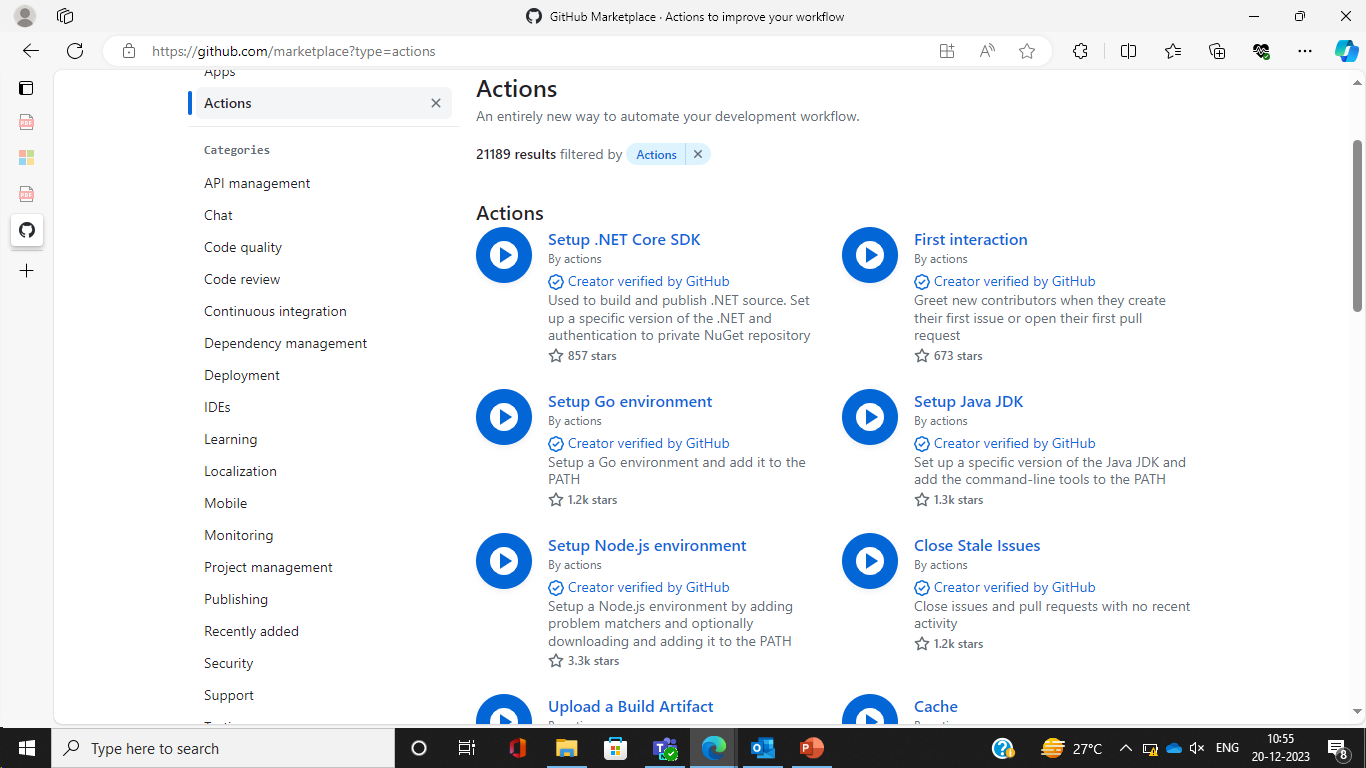 GitHub Marketplace · Actions to improve your workflow
https://github.com/marketplace?type=actions
Apps
Actions
Categories
API management
Chat
Code quality
Code review
Continuous integration
Dependency management
Deployment
IDEs
Learning
Localization
Mobile
Monitoring
Project management
Publishing
Recently added
Security
Support
Actions
An entirely new way to automate your development workflow.
21189 results filtered by Actions
Actions
Setup .NET Core SDK
By actions
Creator verified by GitHub
Used to build and publish .NET source. Set
up a specific version of the .NET and
authentication to private NuGet repository
857 stars
First interaction
By actions
Creator verified by GitHub
Greet new contributors when they create
their first issue or open their first pull
request
673 stars
Setup Go environment
By actions
Creator verified by GitHub
Setup a Go environment and add it to the
PATH
1.2k stars
Setup Java JDK
By actions
Creator verified by GitHub
Set up a specific version of the Java JDK and
add the command-line tools to the PATH
1.3k stars
Setup Node.js environment
By actions
Creator verified by GitHub
Setup a Node.js environment by adding
problem matchers and optionally
downloading and adding it to the PATH
3.3k stars
Close Stale Issues
By actions
Creator verified by GitHub
Close issues and pull requests with no recent
activity
1.2k stars
Upload a Build Artifact
Cache
Type here to search
27°C
ENG
10:55
20-12-2023
8